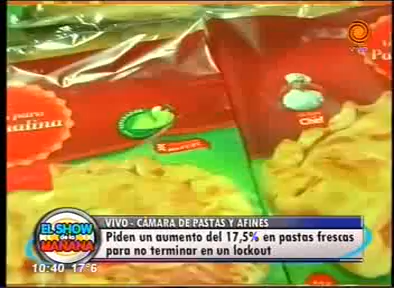 para
Chef
EL SHOW
de la
MAÑANA
VIVO - CÁMARA DE PASTAS Y AFINES
Piden un aumento del 17,5% en pastas frescas
para no terminar en un lockout
10:40 17°6